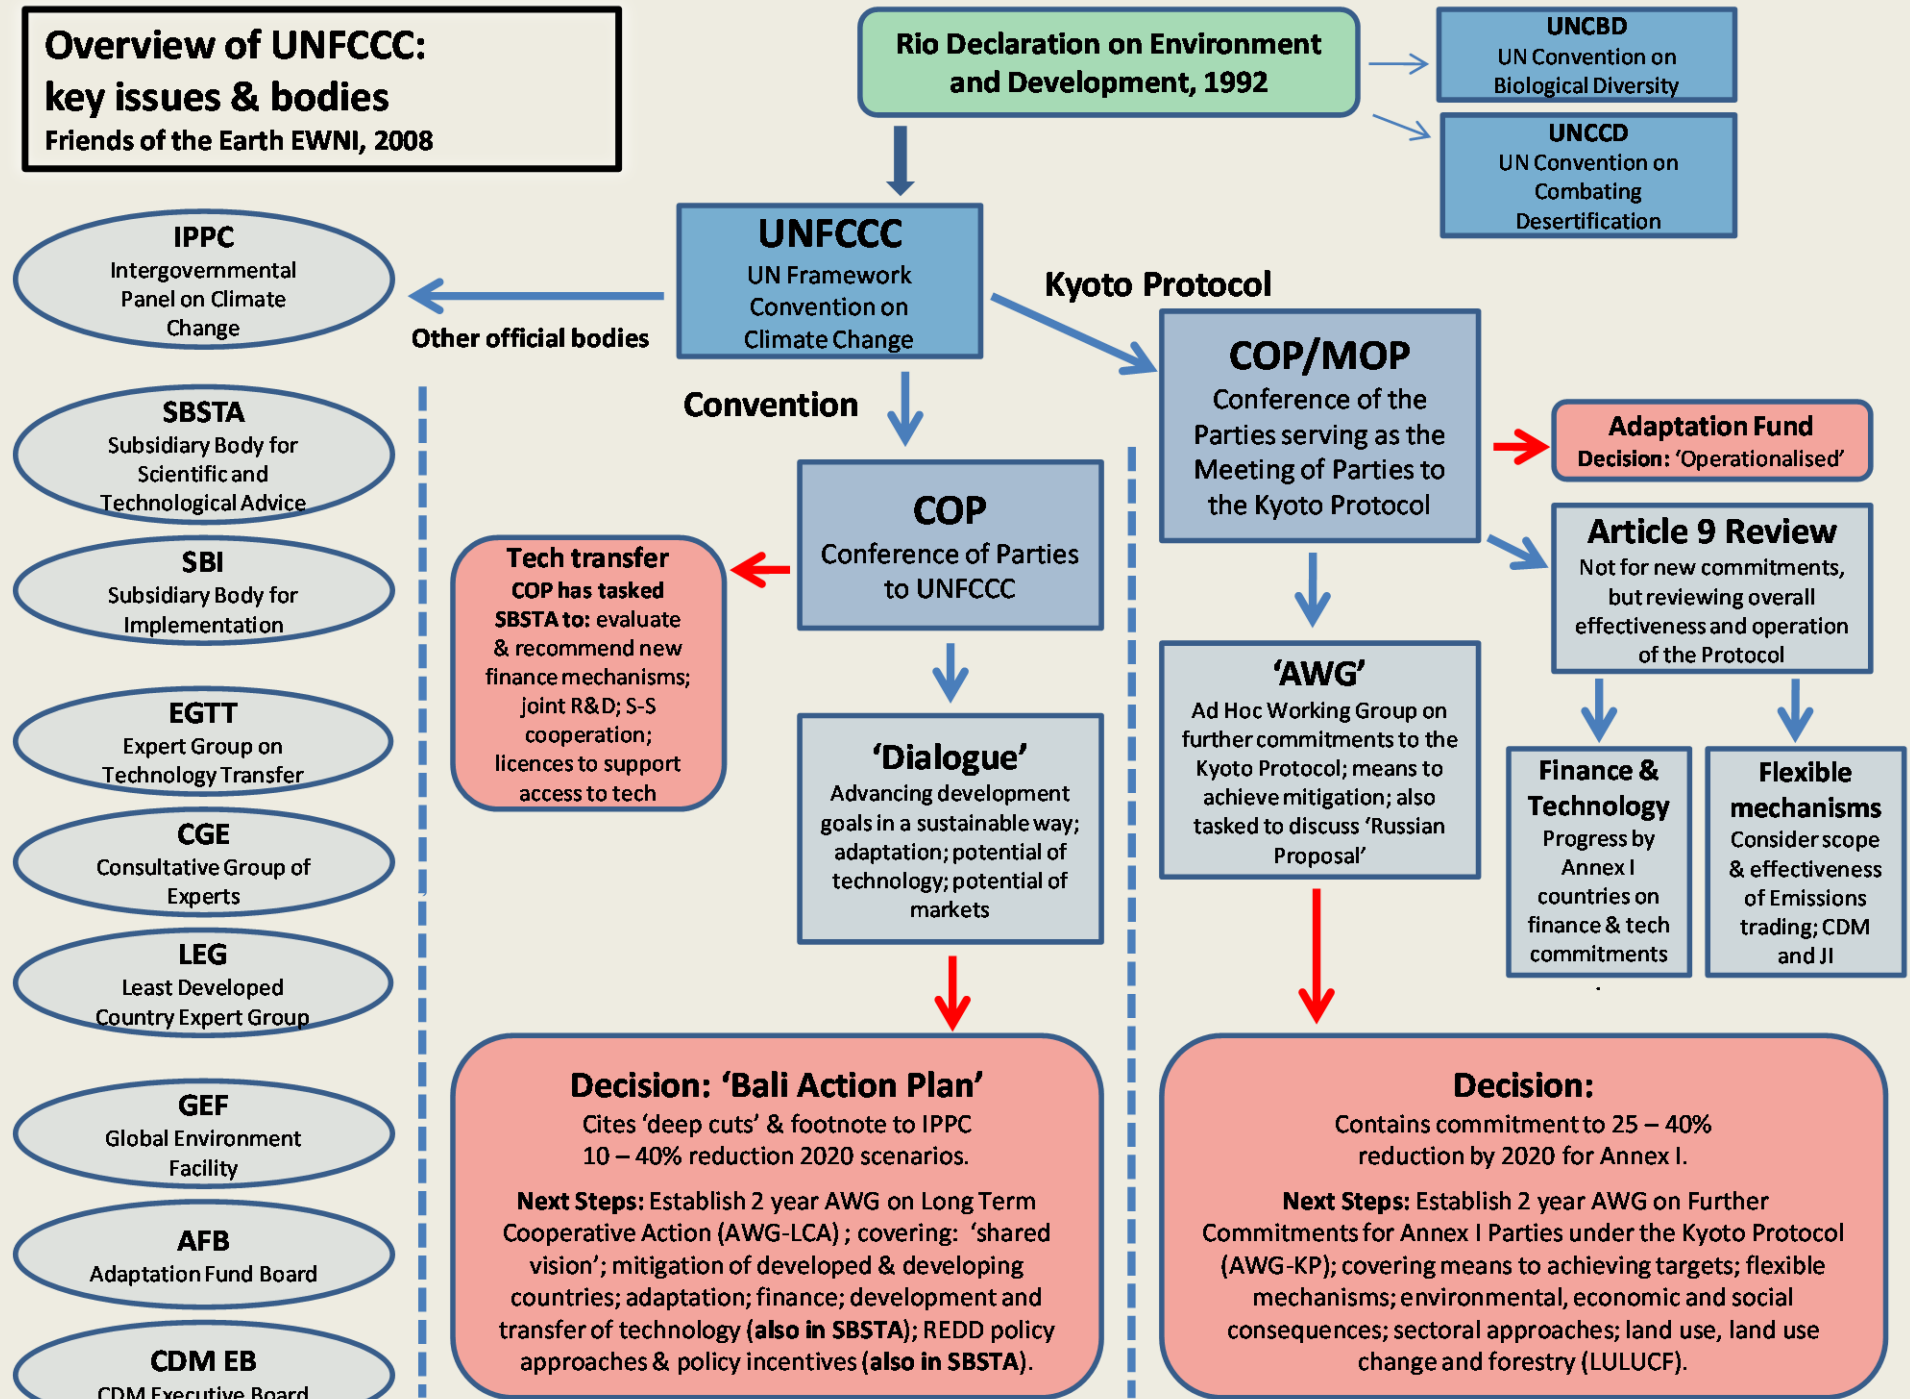 Overview of UNFCCC:
key issues & bodies
Friends of the Earth EWNI, 2008
Rio Declaration on Environment
and Development, 1992
UNCBD
UN Convention on
Biological Diversity
UNCCD
UN Convention on
Combating
Desertification
UNFCCC
UN Framework
Convention on
Climate Change
Other official bodies
Convention
Kyoto Protocol
IPPC
Intergovernmental
Panel on Climate
Change
SBSTA
Subsidiary Body for
Scientific and
Technological Advice
SBI
Subsidiary Body for
Implementation
EGTT
Expert Group on
Technology Transfer
CGE
Consultative Group of
Experts
LEG
Least Developed
Country Expert Group
GEF
Global Environment
Facility
AFB
Adaptation Fund Board
CDM EB
CDM Executive Board
COP
Conference of Parties
to UNFCCC
Tech transfer
COP has tasked
SBSTA to: evaluate
& recommend new
finance mechanisms;
joint R&D; S-S
cooperation;
licences to support
access to tech
‘Dialogue’
Advancing development
goals in a sustainable way;
adaptation; potential of
technology; potential of
markets
Decision: ‘Bali Action Plan’
Cites ‘deep cuts’ & footnote to IPPC
10 – 40% reduction 2020 scenarios.
Next Steps: Establish 2 year AWG on Long Term
Cooperative Action (AWG-LCA) ; covering: ‘shared
vision’; mitigation of developed & developing
countries; adaptation; finance; development and
transfer of technology (also in SBSTA); REDD policy
approaches & policy incentives (also in SBSTA).
COP/MOP
Conference of the
Parties serving as the
Meeting of Parties to
the Kyoto Protocol
Adaptation Fund
Decision: ‘Operationalised’
Article 9 Review
Not for new commitments,
but reviewing overall
effectiveness and operation
of the Protocol
‘AWG’
Ad Hoc Working Group on
further commitments to the
Kyoto Protocol; means to
achieve mitigation; also
tasked to discuss ‘Russian
Proposal’
Finance &
Technology
Progress by
Annex I
countries on
finance & tech
commitments
.
Flexible
mechanisms
Consider scope
& effectiveness
of Emissions
trading; CDM
and JI
Decision:
Contains commitment to 25 – 40%
reduction by 2020 for Annex I.
Next Steps: Establish 2 year AWG on Further
Commitments for Annex I Parties under the Kyoto Protocol
(AWG-KP); covering means to achieving targets; flexible
mechanisms; environmental, economic and social
consequences; sectoral approaches; land use, land use
change and forestry (LULUCF).